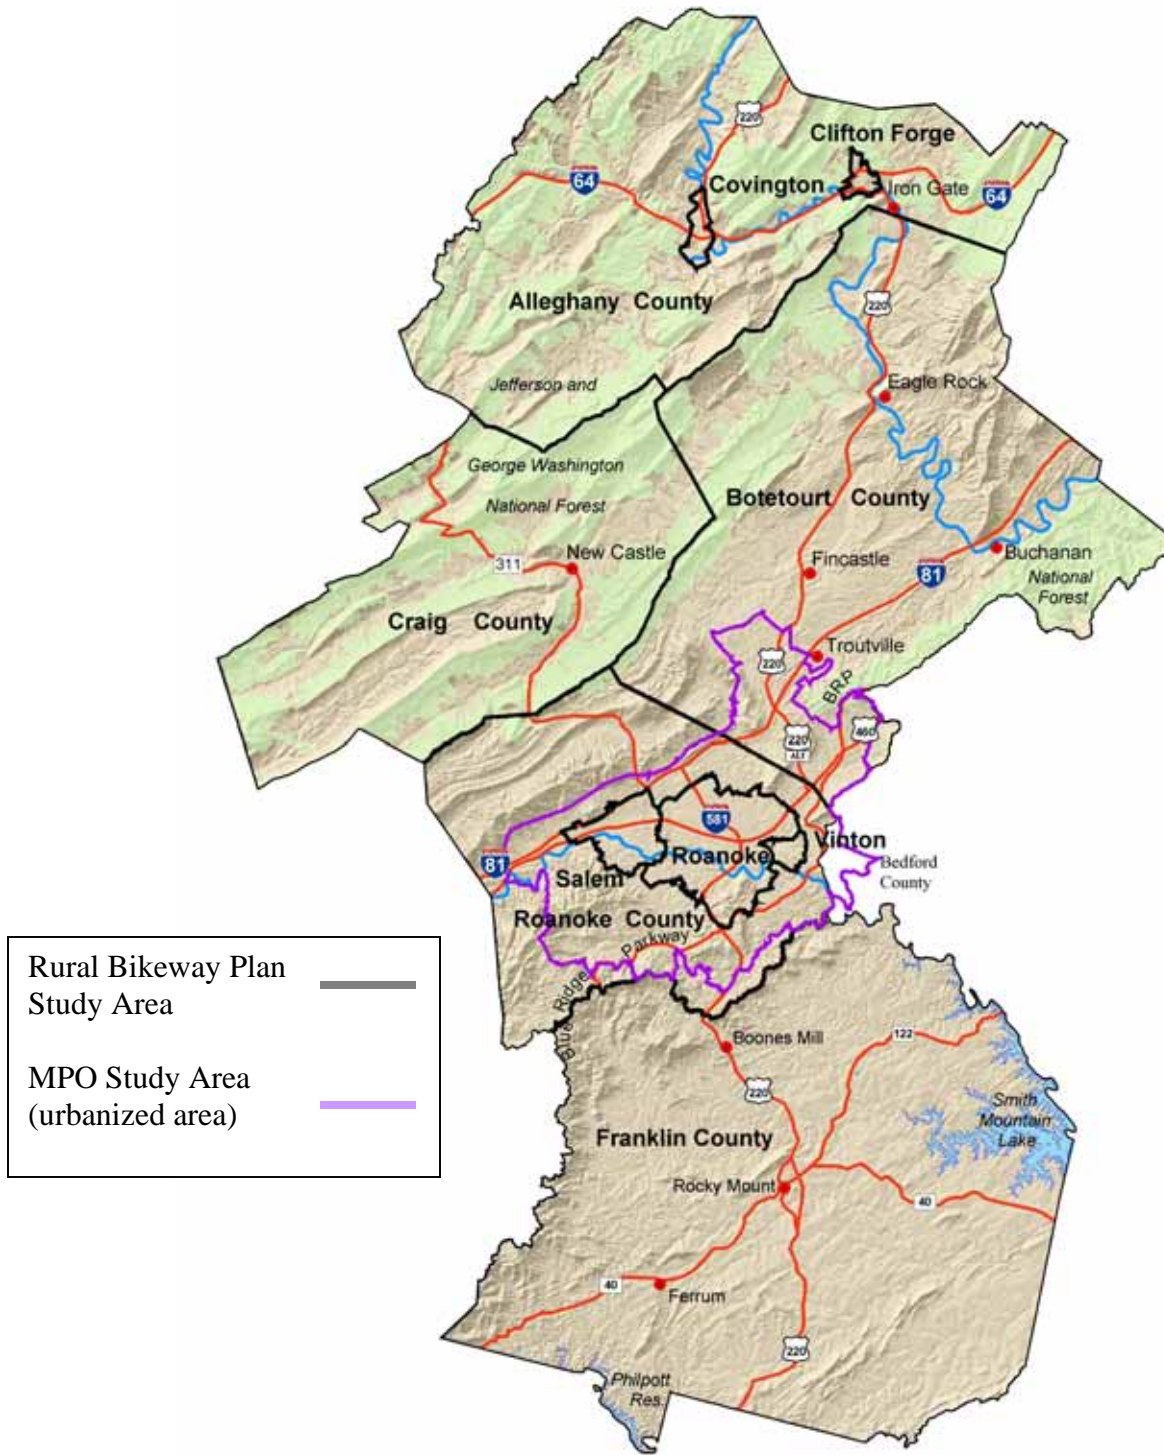 220
Clifton Forge
64
Covington
Iron Gate
64
Alleghany County
220
Jefferson and
Eagle Rock
George Washington
National Forest
Botetourt County
311
New Castle
Fincastle
Buchanan
81
National
Forest
Craig County
220
Troutville
BRP
220
ALT
460
581
81
Roanoke
Vinton
Salem
Bedford
County
Roanoke County
Blue Ridge Parkway
Rural Bikeway Plan
Study Area
MPO Study Area
(urbanized area)
Boones Mill
122
220
Smith
Mountain
Lake
Franklin County
Rocky Mount
40
40
Ferrum
220
Philpott
Res.